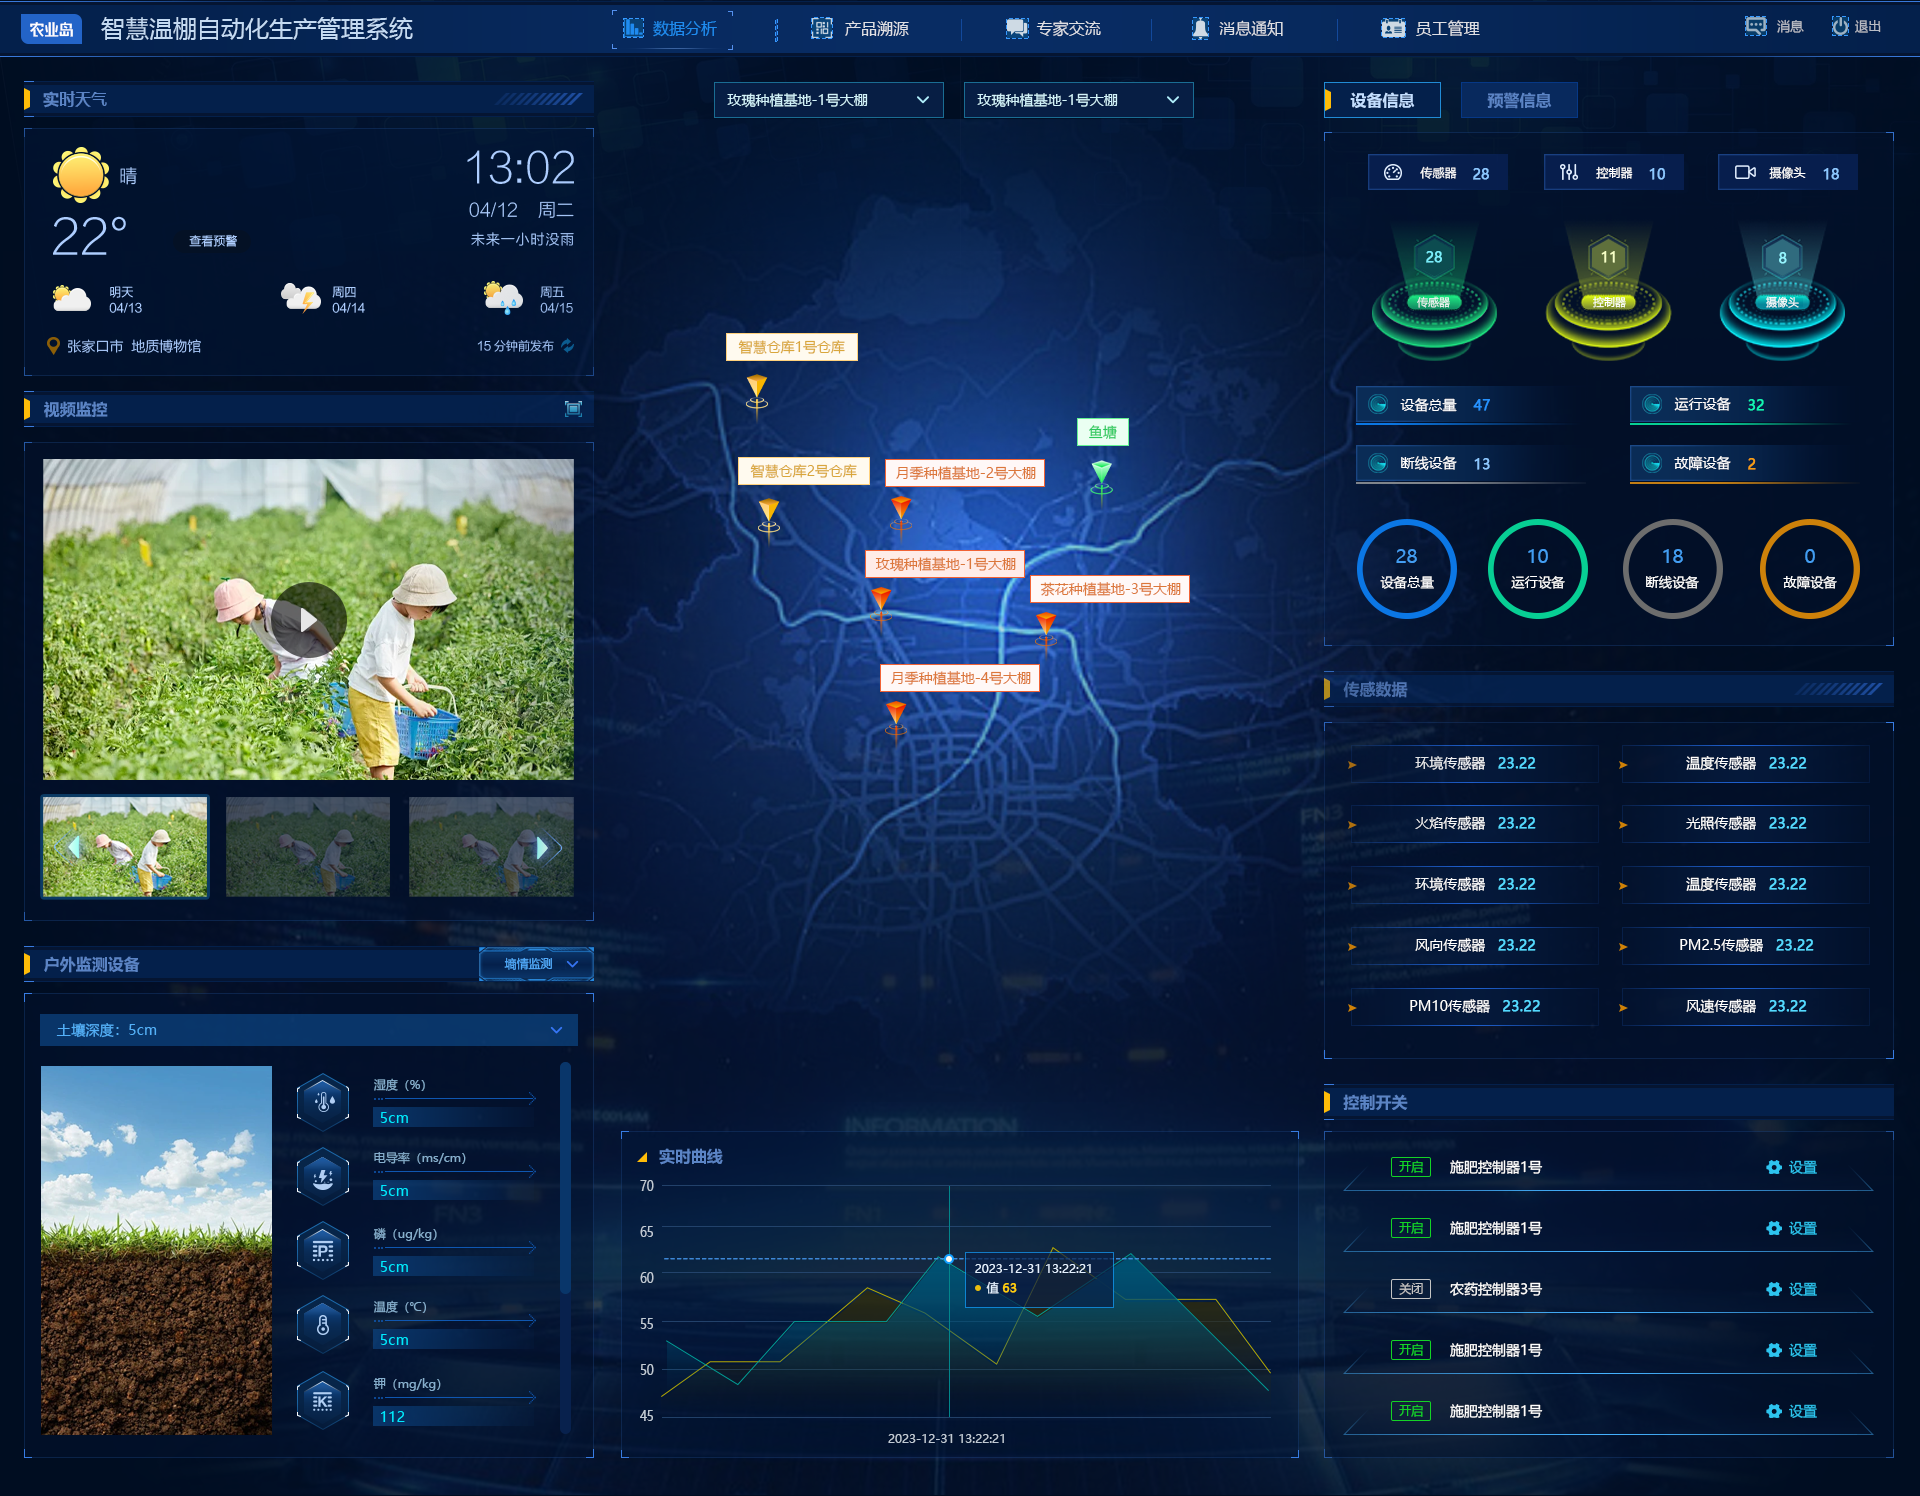 农业岛
智慧温棚自动化生产管理系统
数据分析
产品溯源
专家交流
消息通知
员工管理
消息
退出
实时天气
晴
22°
查看预警
13:02
04/12 周二
未来一小时没雨
明天
04/13
周四
04/14
周五
04/15
张家口市 地质博物馆
15分钟前发布
视频监控
户外监测设备
墒情监测
土壤深度：5cm
湿度（%）
5cm
电导率（ms/cm）
5cm
磷（ug/kg）
5cm
温度（℃）
5cm
钾（mg/kg）
112
P
K
玫瑰种植基地-1号大棚
玫瑰种植基地-1号大棚
智慧仓库1号仓库
鱼塘
智慧仓库2号仓库
月季种植基地-2号大棚
玫瑰种植基地-1号大棚
茶花种植基地-3号大棚
月季种植基地-4号大棚
INFORMATION
实时曲线
70
65
60
55
50
45
2023-12-31 13:22:21
值 63
2023-12-31 13:22:21
设备信息
预警信息
传感器 28
控制器 10
摄像头 18
28
传感器
11
控制器
8
摄像头
设备总量 47
运行设备 32
断线设备 13
故障设备 2
28
设备总量
10
运行设备
18
断线设备
0
故障设备
传感数据
环境传感器 23.22
温度传感器 23.22
火焰传感器 23.22
光照传感器 23.22
环境传感器 23.22
温度传感器 23.22
风向传感器 23.22
PM2.5传感器 23.22
PM10传感器 23.22
风速传感器 23.22
控制开关
开启 施肥控制器1号 设置
开启 施肥控制器1号 设置
关闭 农药控制器3号 设置
开启 施肥控制器1号 设置
开启 施肥控制器1号 设置